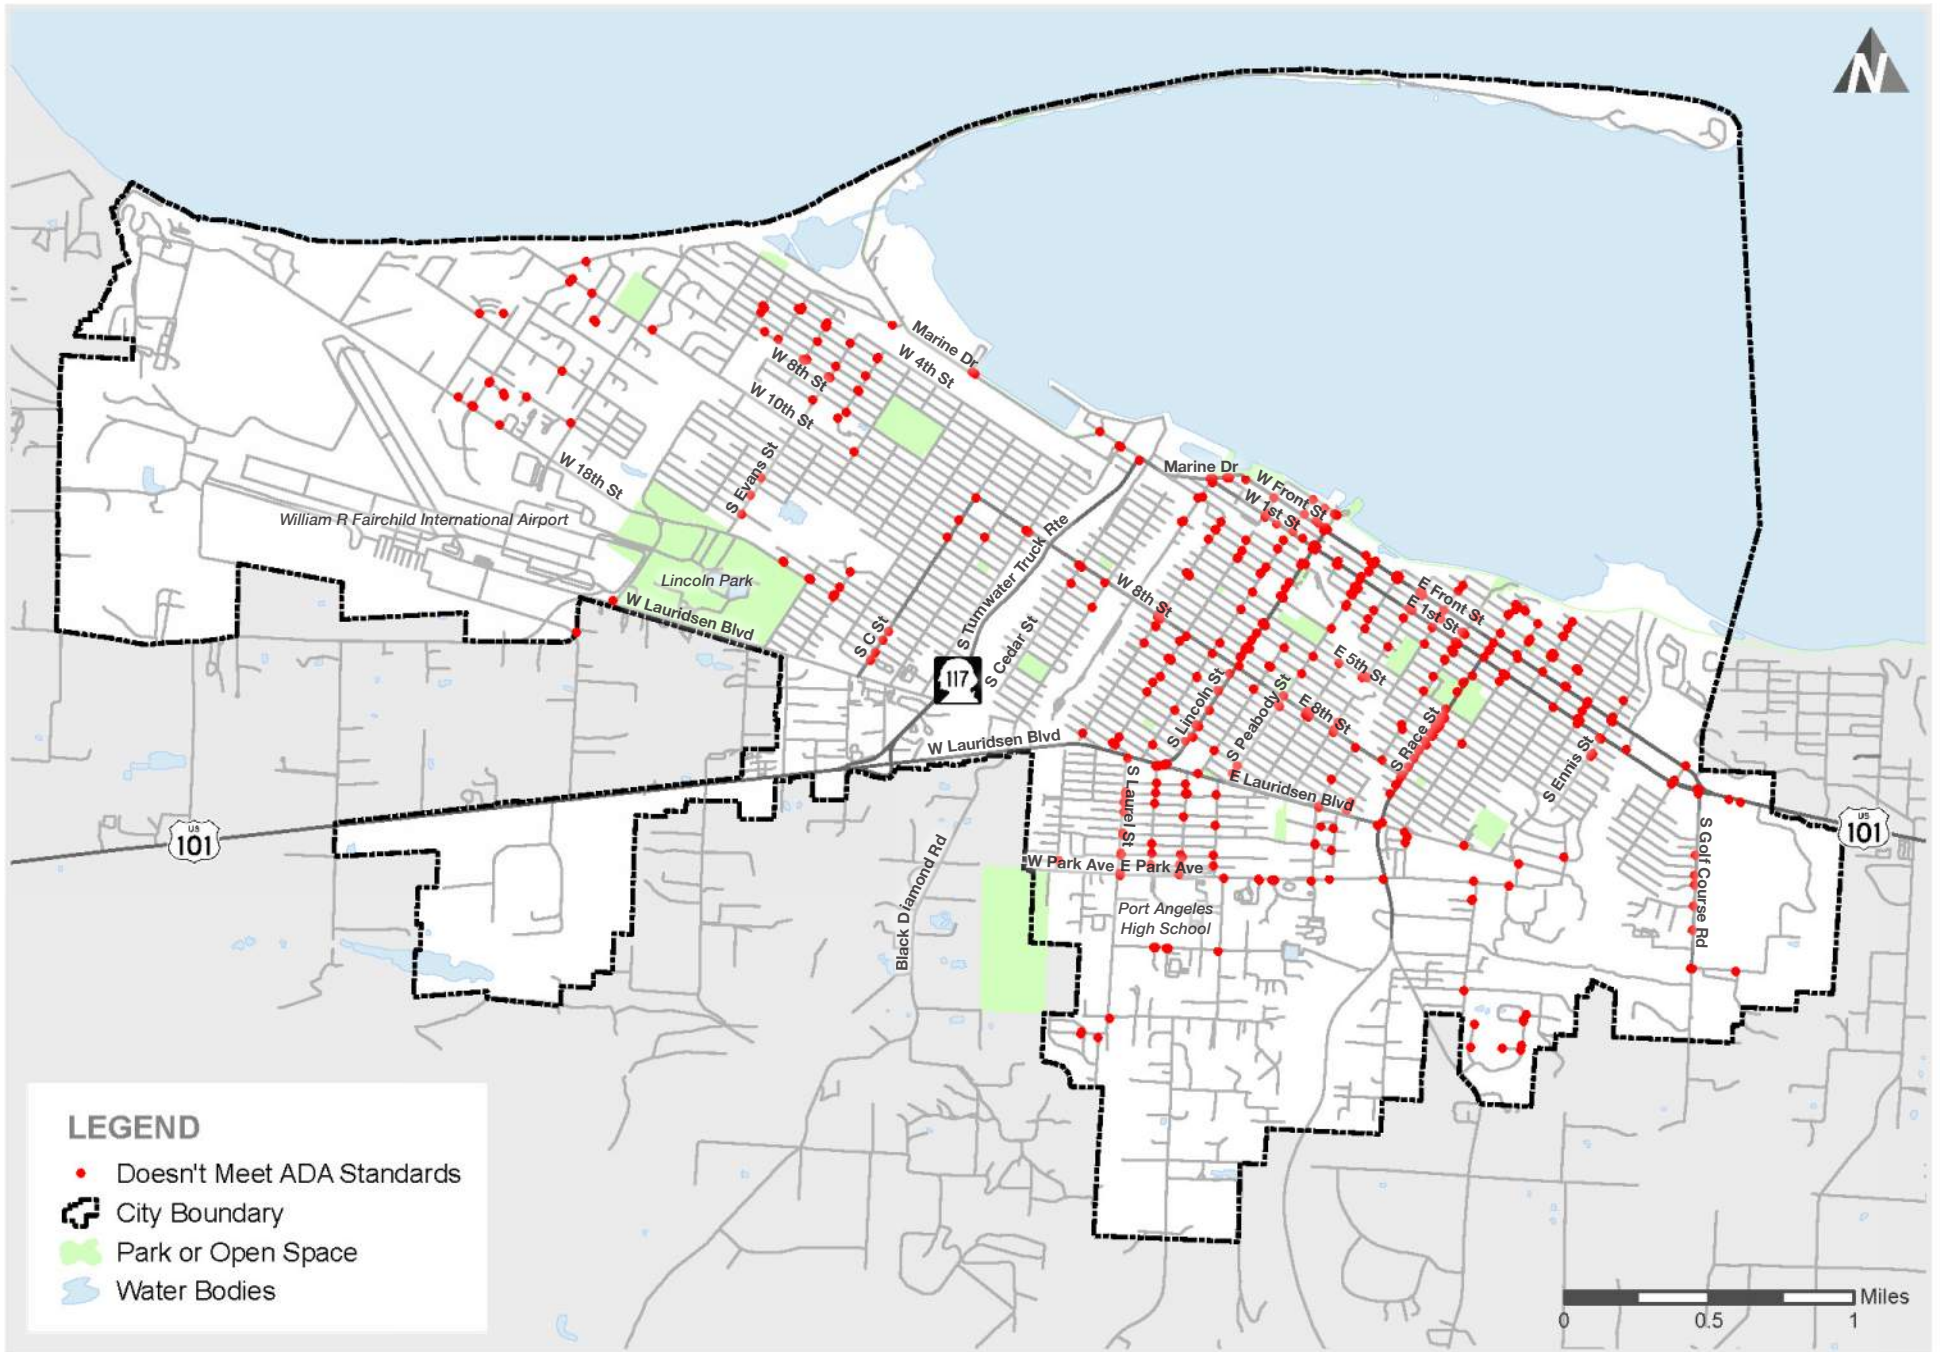 N
Marine Dr
W 4th St
W 8th St
W 10th St
W 18th St
S Evans St
William R Fairchild International Airport
Lincoln Park
W Lauridsen Blvd
S C St
S Tumwater Truck Rte
117
S Cedar St
W Lauridsen Blvd
Marine Dr
W Front St
W 1st St
W 8th St
E Front St
E 1st St
E 5th St
E 8th St
S Lincoln St
S Peabody St
S Race St
S Ennis St
E Lauridsen Blvd
S Laurel St
W Park Ave
E Park Ave
Port Angeles
High School
Black Diamond Rd
S Golf Course Rd
US
101
US
101
LEGEND
Doesn't Meet ADA Standards
City Boundary
Park or Open Space
Water Bodies
Miles
0
0.5
1